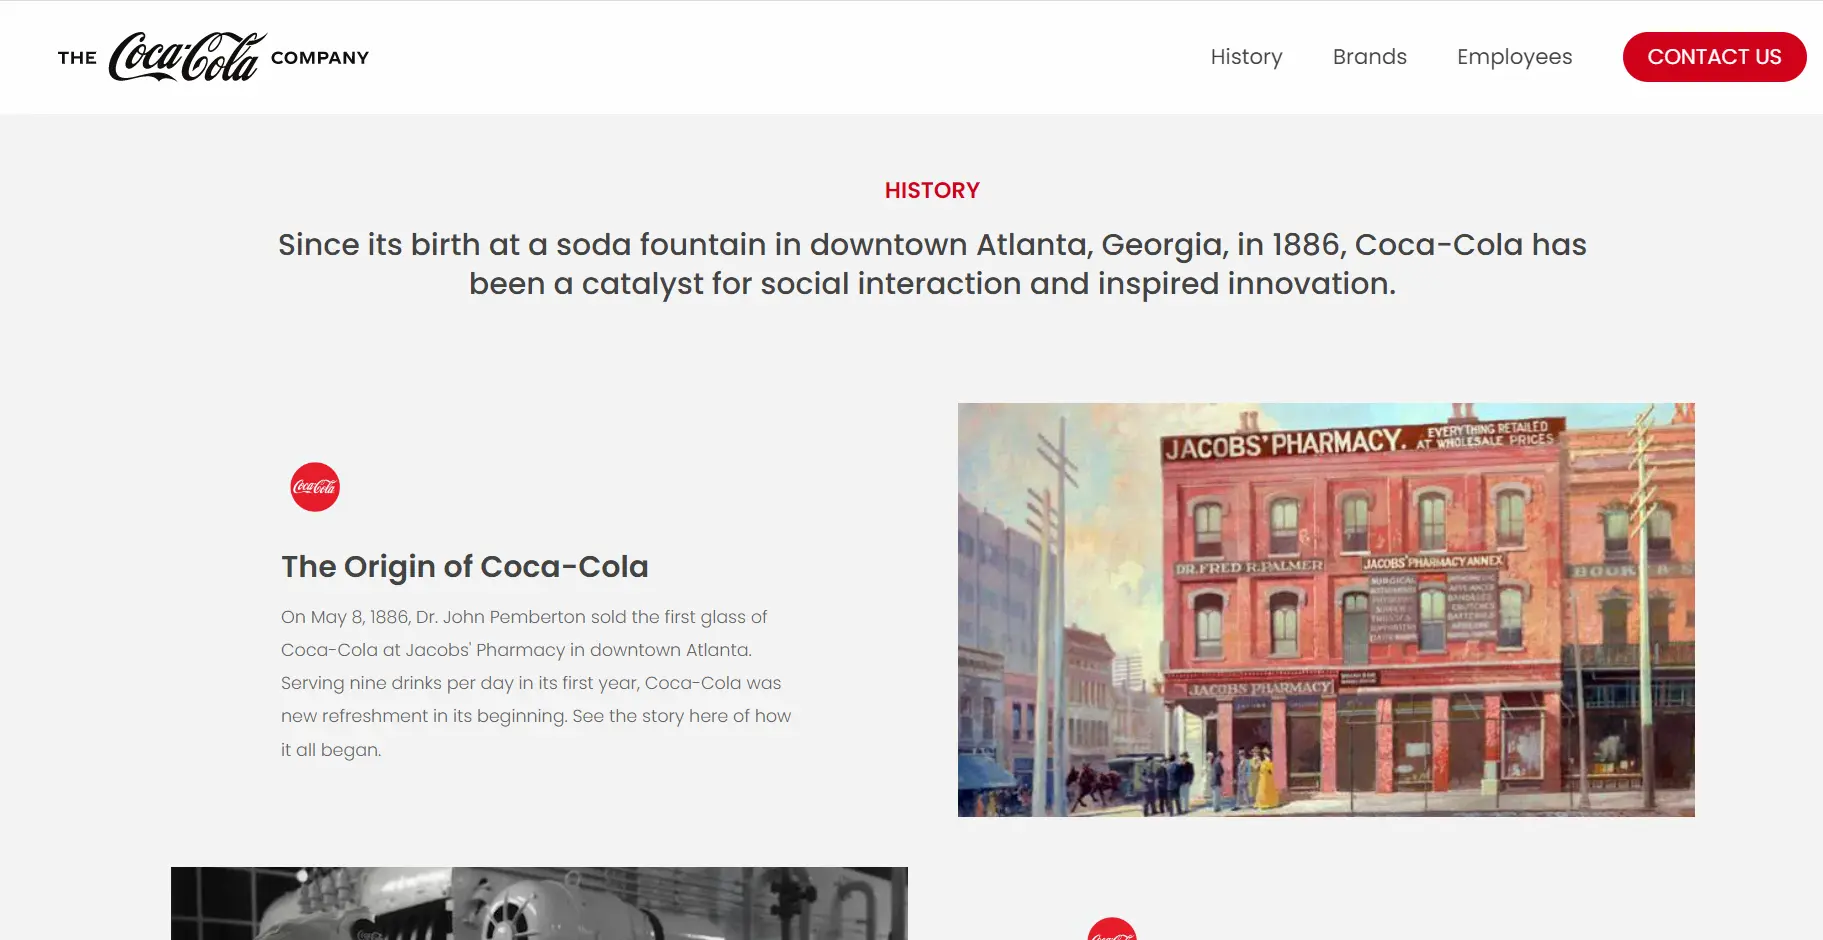 THE Coca-Cola COMPANY
History
Brands
Employees
CONTACT US
HISTORY
Since its birth at a soda fountain in downtown Atlanta, Georgia, in 1886, Coca-Cola has
been a catalyst for social interaction and inspired innovation.
Coca-Cola
The Origin of Coca-Cola
On May 8, 1886, Dr. John Pemberton sold the first glass of
Coca-Cola at Jacobs' Pharmacy in downtown Atlanta.
Serving nine drinks per day in its first year, Coca-Cola was
new refreshment in its beginning. See the story here of how
it all began.
JACOBS' PHARMACY.
EVERYTHING RETAILED
AT WHOLESALE PRICES
DR. FRED R. PALMER
JACOBS' PHARMACY ANNEX
SURGICAL
JACOBS PHARMACY